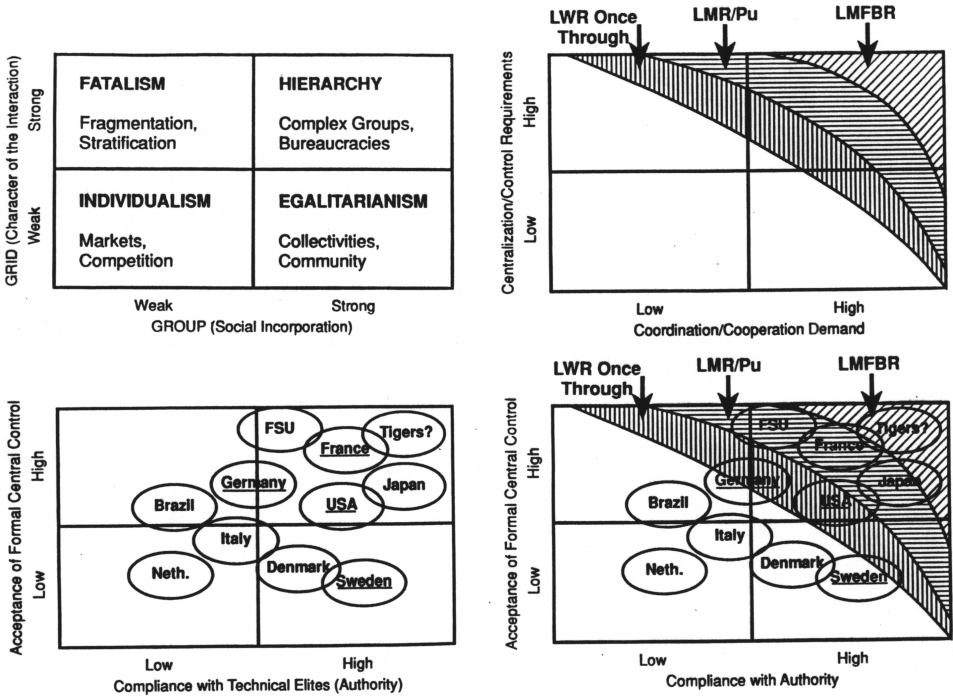 GRID (Character of the Interaction)
Strong
Weak
FATALISM
Fragmentation,
Stratification
HIERARCHY
Complex Groups,
Bureaucracies
INDIVIDUALISM
Markets,
Competition
EGALITARIANISM
Collectivities,
Community
Weak
Strong
GROUP (Social Incorporation)
LWR Once
Through
LMR/Pu
LMFBR
Centralization/Control Requirements
High
Low
Low
High
Coordination/Cooperation Demand
Acceptance of Formal Central Control
High
Low
FSU
France
Tigers?
Germany
Japan
Brazil
USA
Italy
Neth.
Denmark
Sweden
Low
High
Compliance with Technical Elites (Authority)
LWR Once
Through
LMR/Pu
LMFBR
Acceptance of Formal Central Control
High
Low
FSU
France
Tigers?
Germany
Japan
Brazil
USA
Italy
Neth.
Denmark
Sweden
Low
High
Compliance with Authority